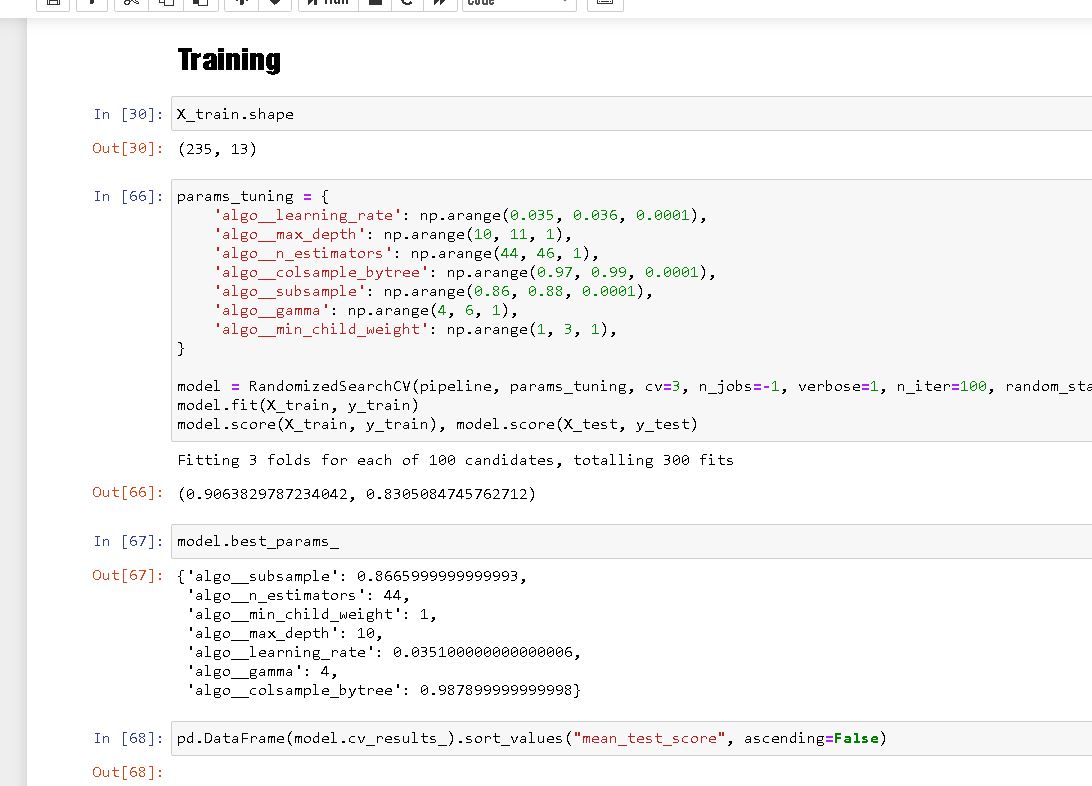 Training
In [30]: X_train.shape
Out[30]: (235, 13)
In [66]: params_tuning = {
    'algo__learning_rate': np.arange(0.035, 0.036, 0.0001),
    'algo__max_depth': np.arange(10, 11, 1),
    'algo__n_estimators': np.arange(44, 46, 1),
    'algo__colsample_bytree': np.arange(0.97, 0.99, 0.0001),
    'algo__subsample': np.arange(0.86, 0.88, 0.0001),
    'algo__gamma': np.arange(4, 6, 1),
    'algo__min_child_weight': np.arange(1, 3, 1),
}
model = RandomizedSearchCV(pipeline, params_tuning, cv=3, n_jobs=-1, verbose=1, n_iter=100, random_sta
model.fit(X_train, y_train)
model.score(X_train, y_train), model.score(X_test, y_test)
Fitting 3 folds for each of 100 candidates, totalling 300 fits
Out[66]: (0.9063829787234042, 0.8305084745762712)
In [67]: model.best_params_
Out[67]: {'algo__subsample': 0.8665999999999993,
 'algo__n_estimators': 44,
 'algo__min_child_weight': 1,
 'algo__max_depth': 10,
 'algo__learning_rate': 0.035100000000000006,
 'algo__gamma': 4,
 'algo__colsample_bytree': 0.987899999999998}
In [68]: pd.DataFrame(model.cv_results_).sort_values("mean_test_score", ascending=False)
Out[68]: